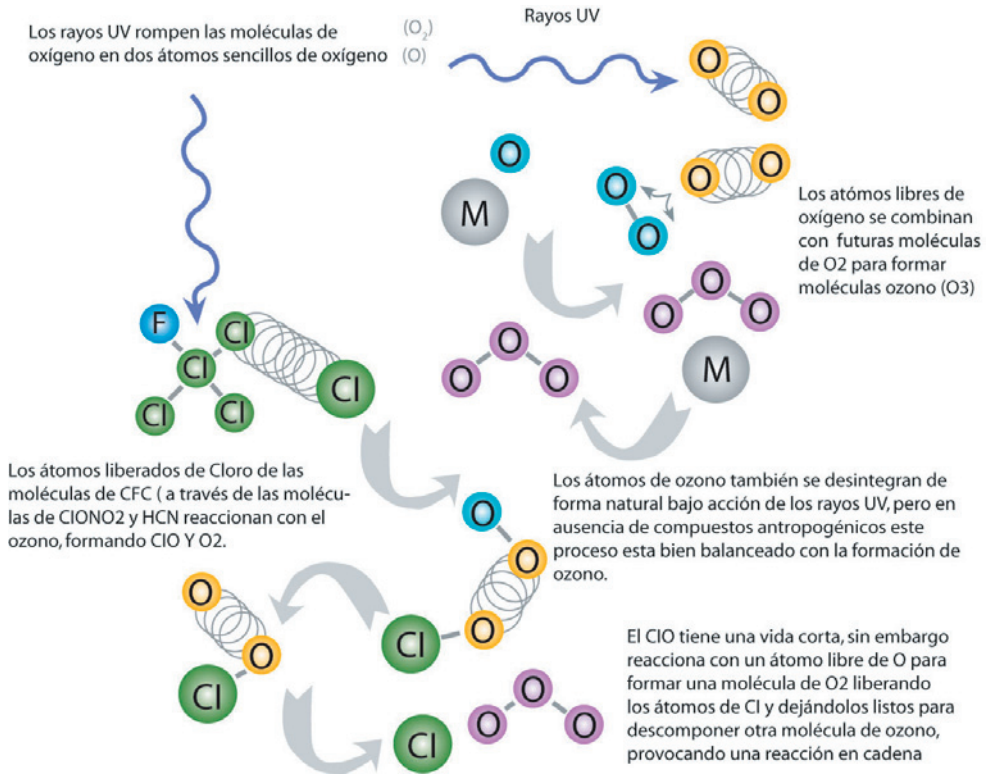 Los rayos UV rompen las moléculas de (O₂)
oxígeno en dos átomos sencillos de oxígeno (O)
Rayos UV
O
O
O
M
O
O
O
O
Los atómos libres de
oxígeno se combinan
con futuras moléculas
de O2 para formar
moléculas ozono (O3)
O
O
O
M
O
O
O
F
Cl
Cl
Cl
Cl
Cl
Los átomos liberados de Cloro de las
moléculas de CFC ( a través de las molécu-
las de ClONO2 y HCN reaccionan con el
ozono, formando ClO Y O2.
Los átomos de ozono también se desintegran de
forma natural bajo acción de los rayos UV, pero en
ausencia de compuestos antropogénicos este
proceso esta bien balanceado con la formación de
ozono.
O
O
O
Cl
O
O
Cl
El ClO tiene una vida corta, sin embargo
reacciona con un átomo libre de O para
formar una molécula de O2 liberando
los átomos de Cl y dejándolos listos para
descomponer otra molécula de ozono,
provocando una reacción en cadena
Cl
O
O
O